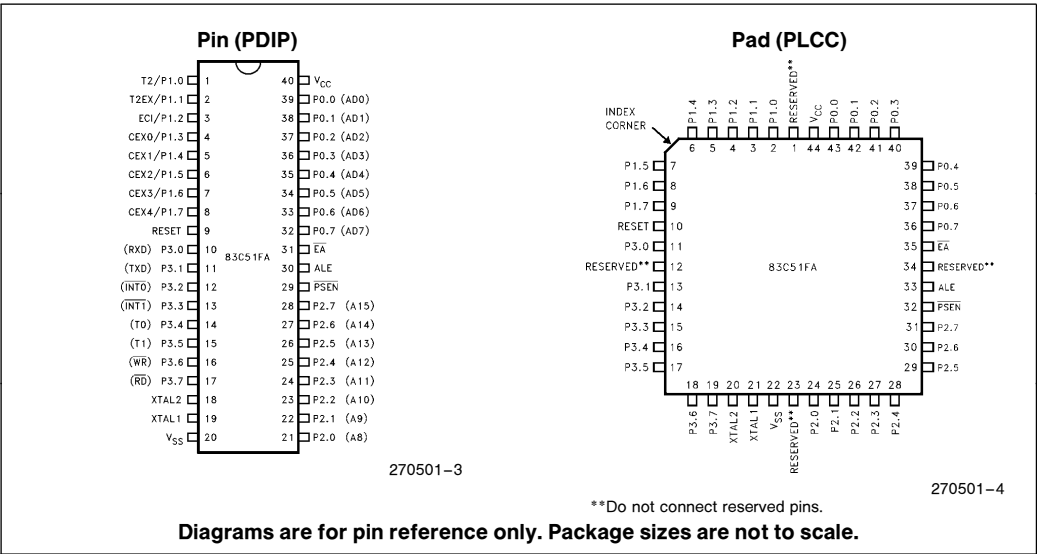 Pin (PDIP)
T2/P1.0 1
T2EX/P1.1 2
ECI/P1.2 3
CEX0/P1.3 4
CEX1/P1.4 5
CEX2/P1.5 6
CEX3/P1.6 7
CEX4/P1.7 8
RESET 9
(RXD) P3.0 10
(TXD) P3.1 11
(INT0) P3.2 12
(INT1) P3.3 13
(T0) P3.4 14
(T1) P3.5 15
(WR) P3.6 16
(RD) P3.7 17
XTAL2 18
XTAL1 19
VSS 20
83C51FA
40 VCC
39 P0.0 (AD0)
38 P0.1 (AD1)
37 P0.2 (AD2)
36 P0.3 (AD3)
35 P0.4 (AD4)
34 P0.5 (AD5)
33 P0.6 (AD6)
32 P0.7 (AD7)
31 EA
30 ALE
29 PSEN
28 P2.7 (A15)
27 P2.6 (A14)
26 P2.5 (A13)
25 P2.4 (A12)
24 P2.3 (A11)
23 P2.2 (A10)
22 P2.1 (A9)
21 P2.0 (A8)
270501–3
Pad (PLCC)
INDEX
CORNER
P1.4 P1.3 P1.2 P1.1 P1.0 RESERVED** VCC P0.0 P0.1 P0.2 P0.3
6 5 4 3 2 1 44 43 42 41 40
P1.5 7
P1.6 8
P1.7 9
RESET 10
P3.0 11
RESERVED** 12
P3.1 13
P3.2 14
P3.3 15
P3.4 16
P3.5 17
83C51FA
39 P0.4
38 P0.5
37 P0.6
36 P0.7
35 EA
34 RESERVED**
33 ALE
32 PSEN
31 P2.7
30 P2.6
29 P2.5
18 19 20 21 22 23 24 25 26 27 28
P3.6 P3.7 XTAL2 XTAL1 VSS RESERVED** P2.0 P2.1 P2.2 P2.3 P2.4
270501–4
**Do not connect reserved pins.
Diagrams are for pin reference only. Package sizes are not to scale.